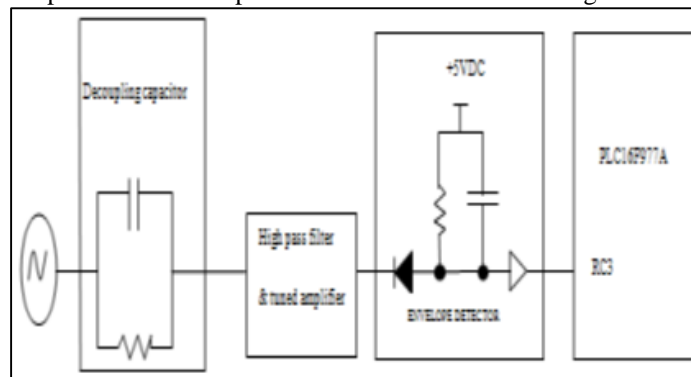 +5VDC
Decoupling capacitor
PLC16F977A
High pass filter
& tuned amplifier
RC3
ENVELOPE DETECTOR